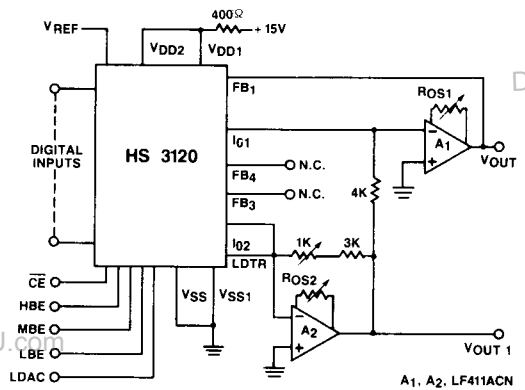 400Ω
VREF
+ 15V
VDD2
VDD1
FB1
ROS1
D
DIGITAL
INPUTS
HS 3120
IO1
A1
VOUT
N.C.
FB4
4K
N.C.
FB3
IO2
1K
3K
LDTR
CE
VSS
VSS1
ROS2
HBE
A2
MBE
VOUT 1
U.com
LBE
LDAC
A1, A2, LF411ACN